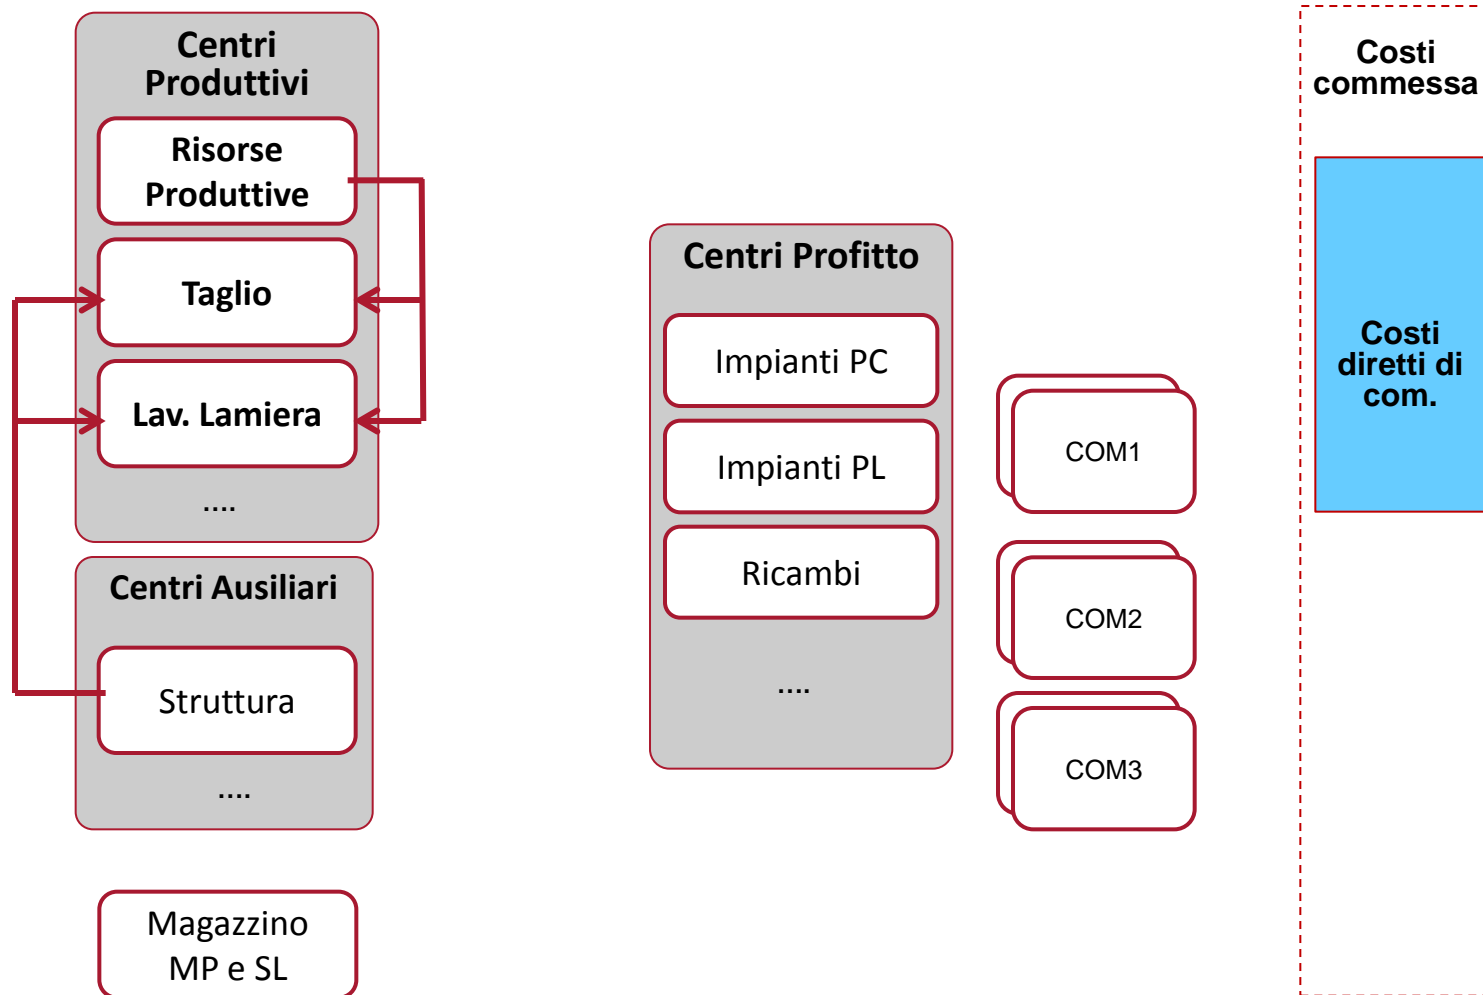 Centri
Produttivi
Risorse
Produttive
Taglio
Lav. Lamiera
....
Centri Ausiliari
Struttura
....
Magazzino
MP e SL
Centri Profitto
Impianti PC
Impianti PL
Ricambi
....
COM1
COM2
COM3
Costi
commessa
Costi
diretti di
com.